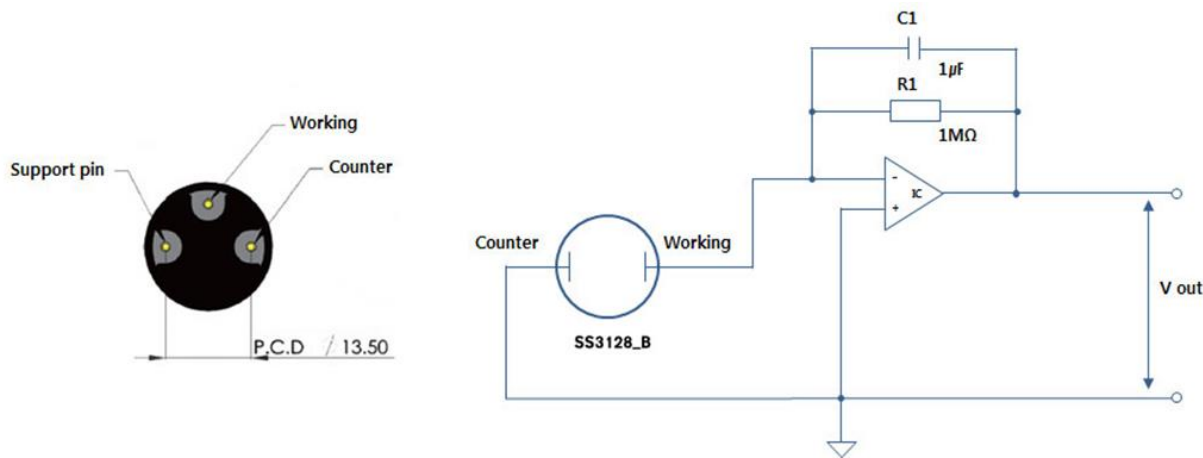 Working
Support pin
Counter
P.C.D / 13.50
C1
1㎌
R1
1MΩ
-
IC
+
Counter
Working
SS3128_B
V out